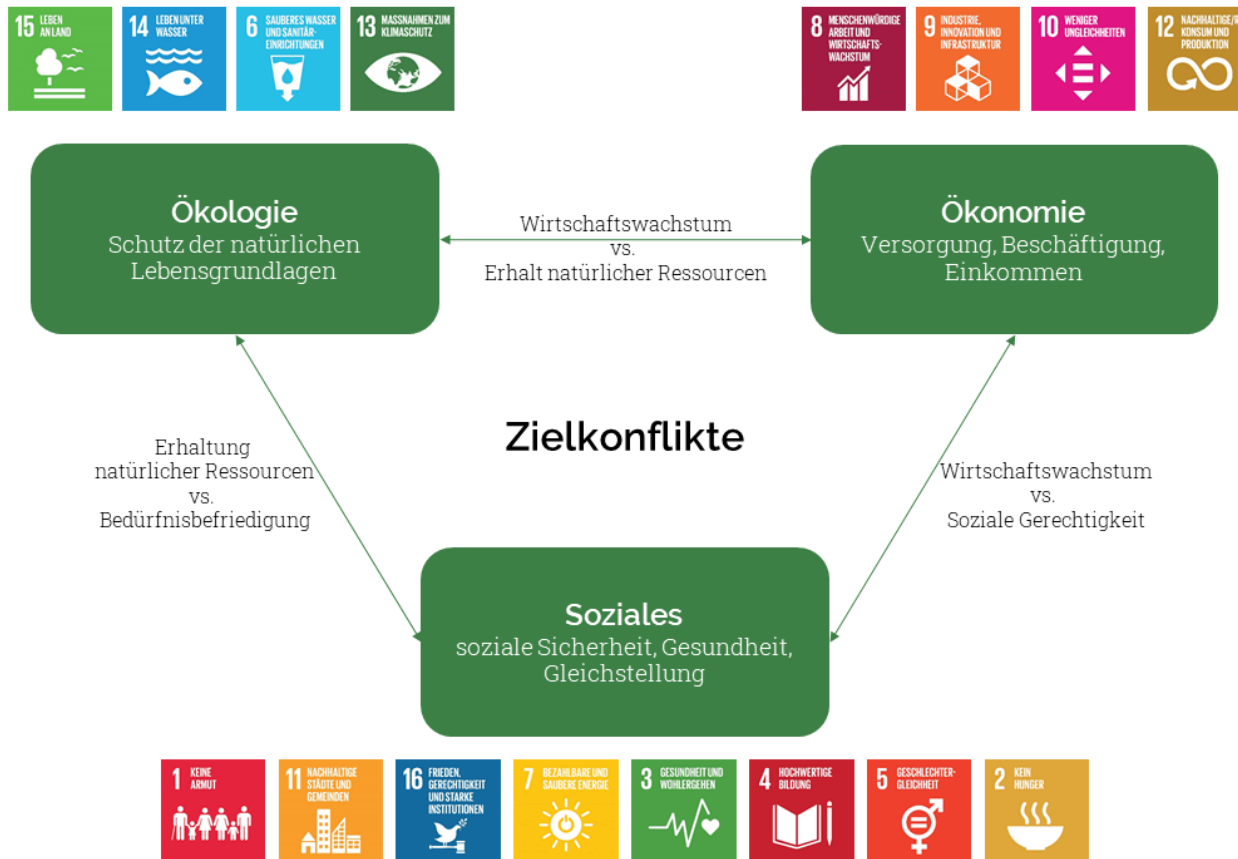 15 LEBEN
AN LAND
14 LEBEN UNTER
WASSER
6 SAUBERES WASSER
UND SANITÄR-
EINRICHTUNGEN
13 MASSNAHMEN ZUM
KLIMASCHUTZ
8 MENSCHENWÜRDIGE
ARBEIT UND
WIRTSCHAFTS-
WACHSTUM
9 INDUSTRIE,
INNOVATION UND
INFRASTRUKTUR
10 WENIGER
UNGLEICHHEITEN
12 NACHHALTIGE/R
KONSUM UND
PRODUKTION
Ökologie
Schutz der natürlichen
Lebensgrundlagen
Wirtschaftswachstum
vs.
Erhalt natürlicher Ressourcen
Ökonomie
Versorgung, Beschäftigung,
Einkommen
Zielkonflikte
Erhaltung
natürlicher Ressourcen
vs.
Bedürfnisbefriedigung
Wirtschaftswachstum
vs.
Soziale Gerechtigkeit
Soziales
soziale Sicherheit, Gesundheit,
Gleichstellung
1 KEINE
ARMUT
11 NACHHALTIGE
STÄDTE UND
GEMEINDEN
16 FRIEDEN,
GERECHTIGKEIT
UND STARKE
INSTITUTIONEN
7 BEZAHLBARE UND
SAUBERE ENERGIE
3 GESUNDHEIT UND
WOHLERGEHEN
4 HOCHWERTIGE
BILDUNG
5 GESCHLECHTER-
GLEICHHEIT
2 KEIN
HUNGER